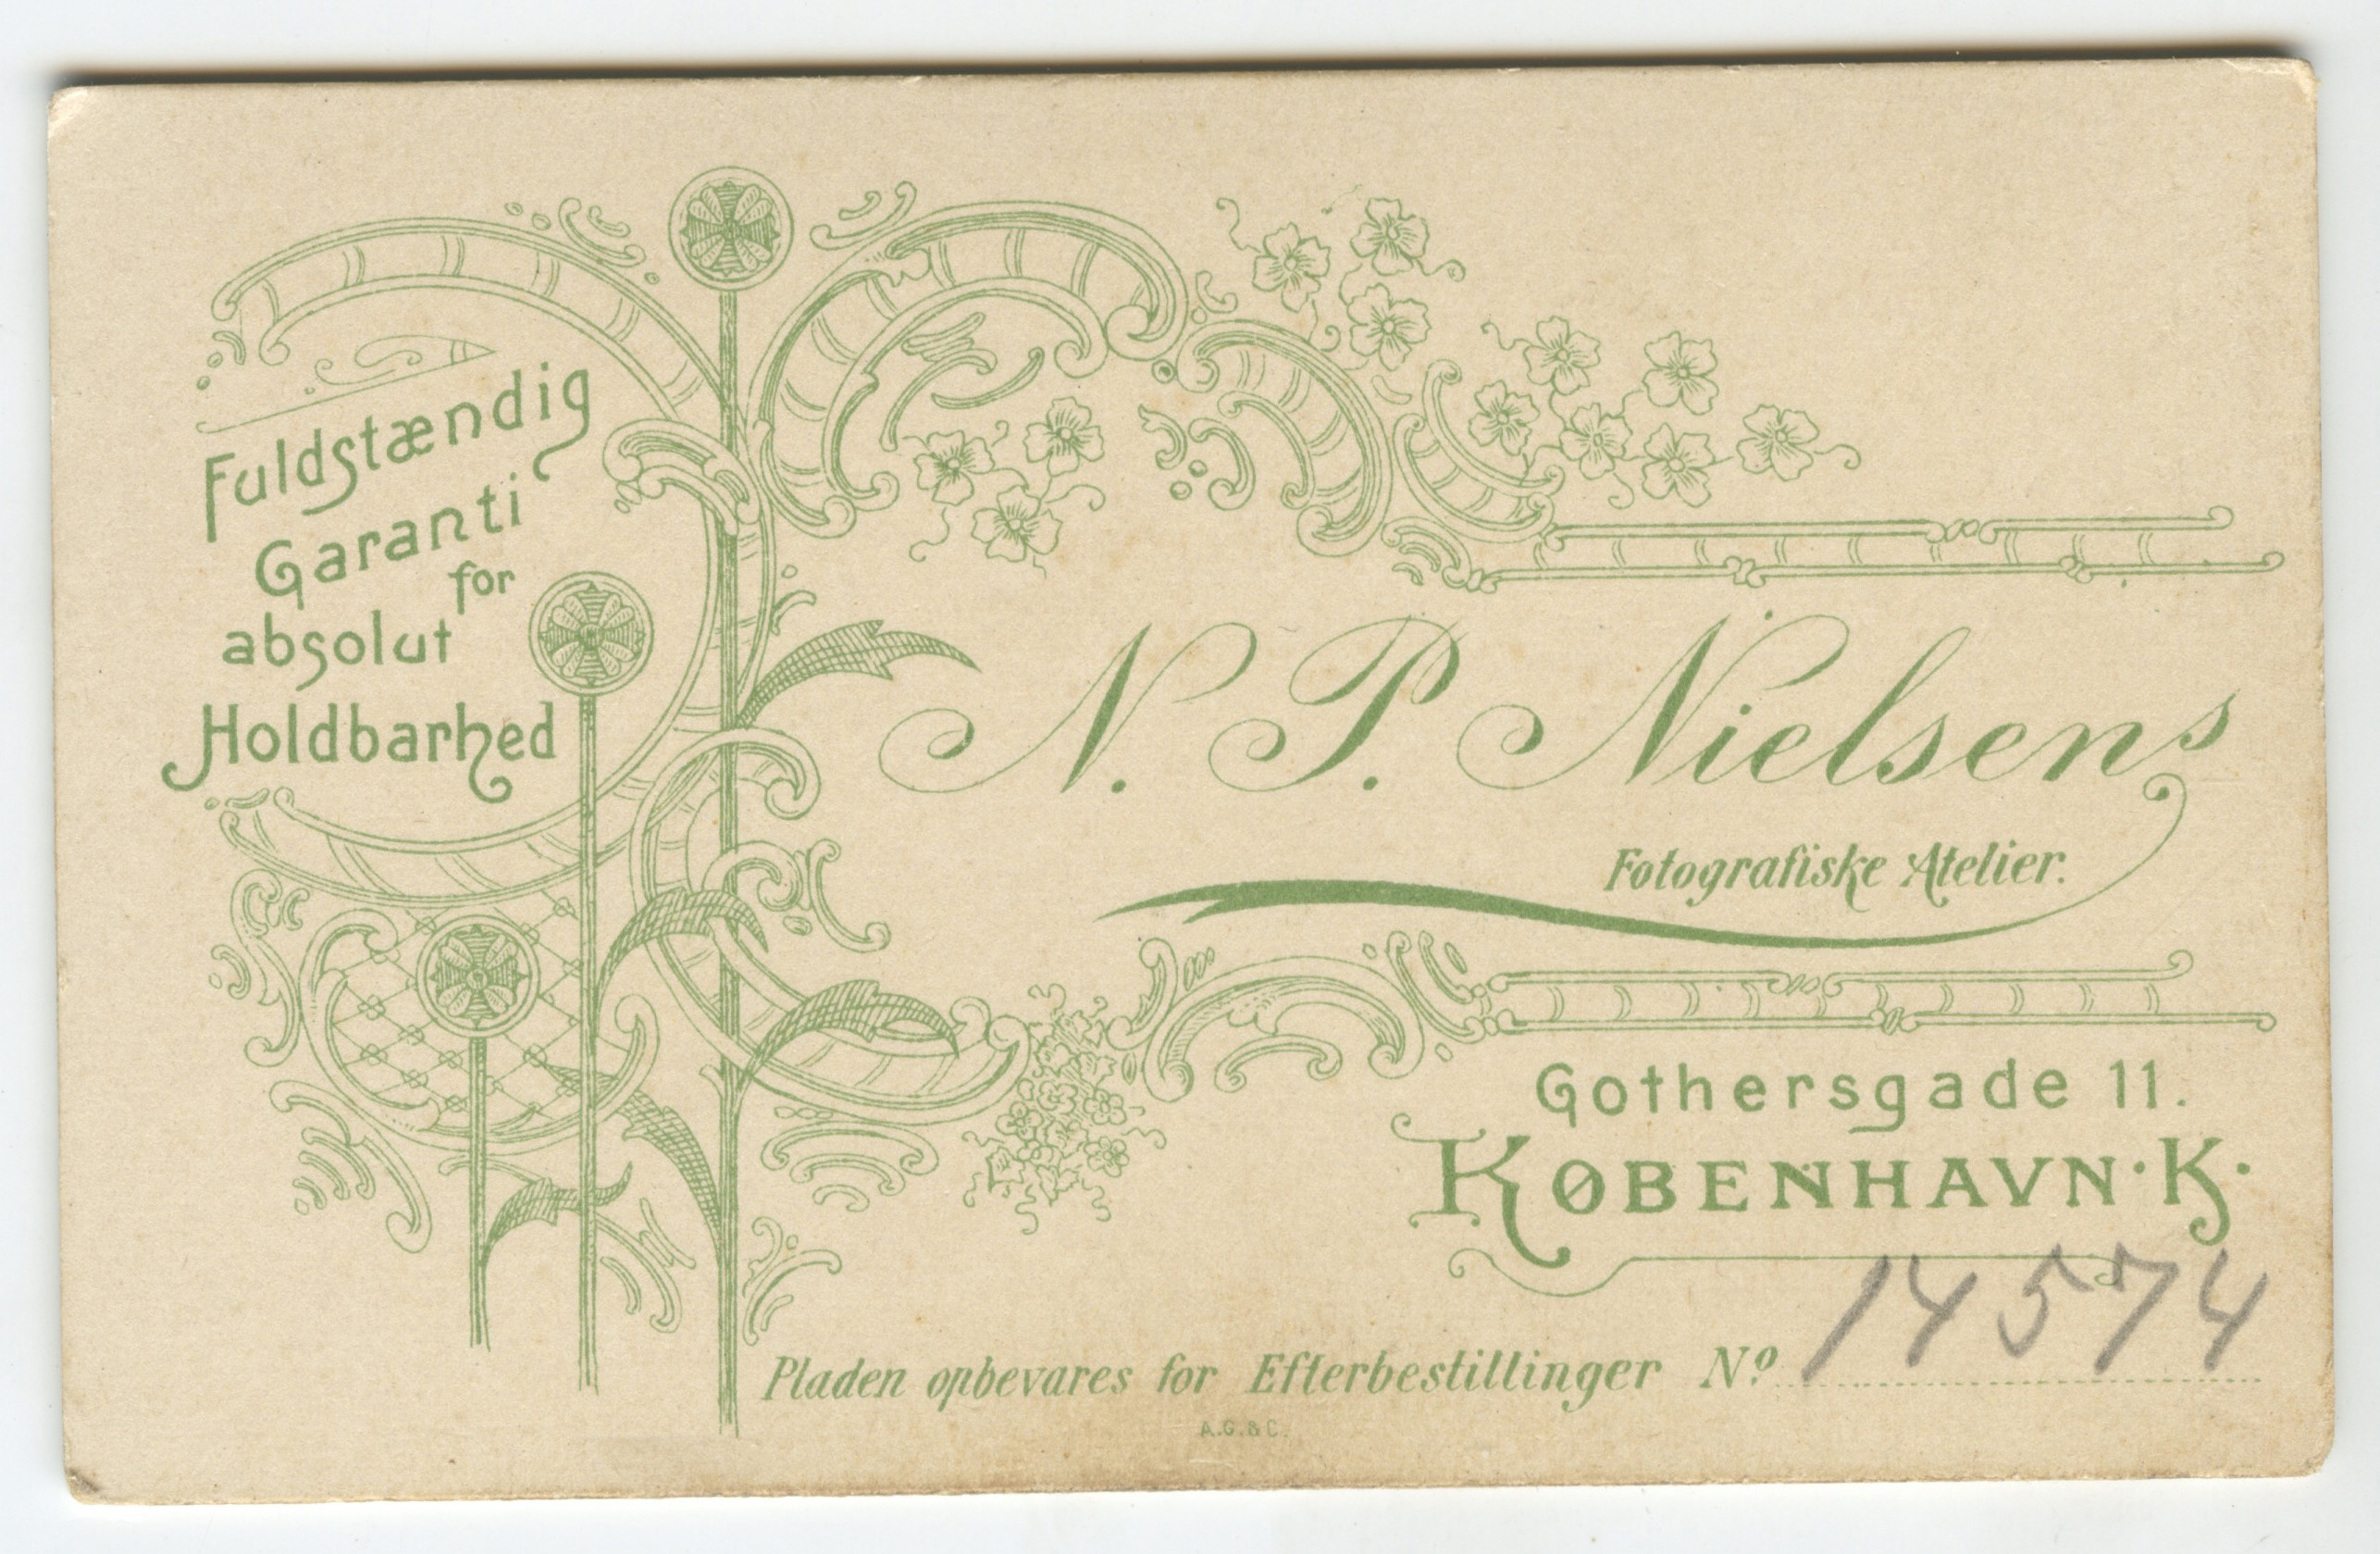 Fuldstændig
Garanti
for
absolut
Holdbarhed
N. P. Nielsens
Fotografiske Atelier.
Gothersgade 11.
KØBENHAVN·K·
Pladen opbevares for Efterbestillinger Nº 14574
A.G.&C.